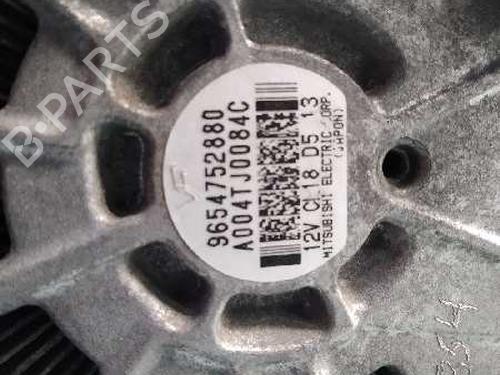 B-PARTS
9654752880
A004TJ0084C
12V CL18 D5 13
MITSUBISHI ELECTRIC CORP.
(JAPAN)